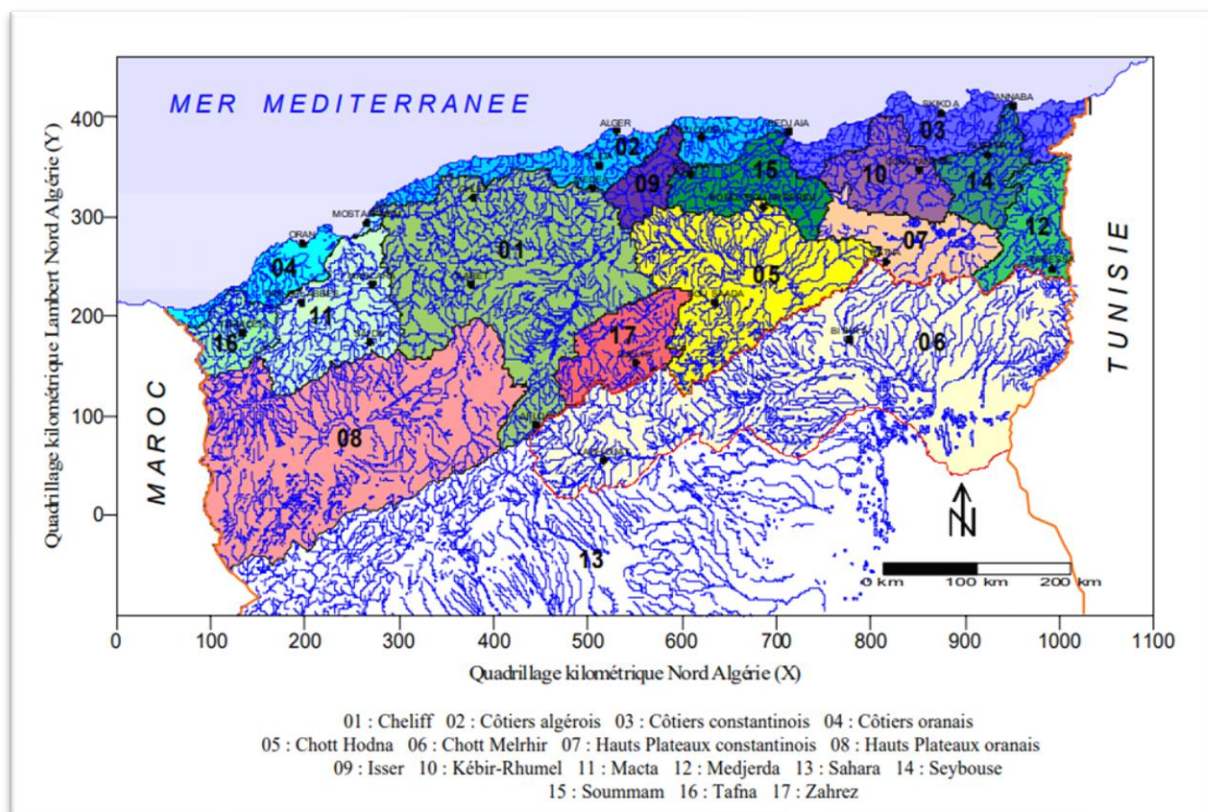 MER MEDITERRANEE
400
300
200
100
0
Quadrillage kilométrique Lambert Nord Algérie (Y)
ALGER
BEJAIA
SKIKDA
ANNABA
ORAN
MAROC
TUNISIE
01
02
03
04
05
06
07
08
09
10
11
12
13
14
15
16
17
N
0 km 100 km 200 km
0 100 200 300 400 500 600 700 800 900 1000 1100
Quadrillage kilométrique Nord Algérie (X)
01 : Cheliff 02 : Côtiers algérois 03 : Côtiers constantinois 04 : Côtiers oranais
05 : Chott Hodna 06 : Chott Melrhir 07 : Hauts Plateaux constantinois 08 : Hauts Plateaux oranais
09 : Isser 10 : Kébir-Rhumel 11 : Macta 12 : Medjerda 13 : Sahara 14 : Seybouse
15 : Soummam 16 : Tafna 17 : Zahrez